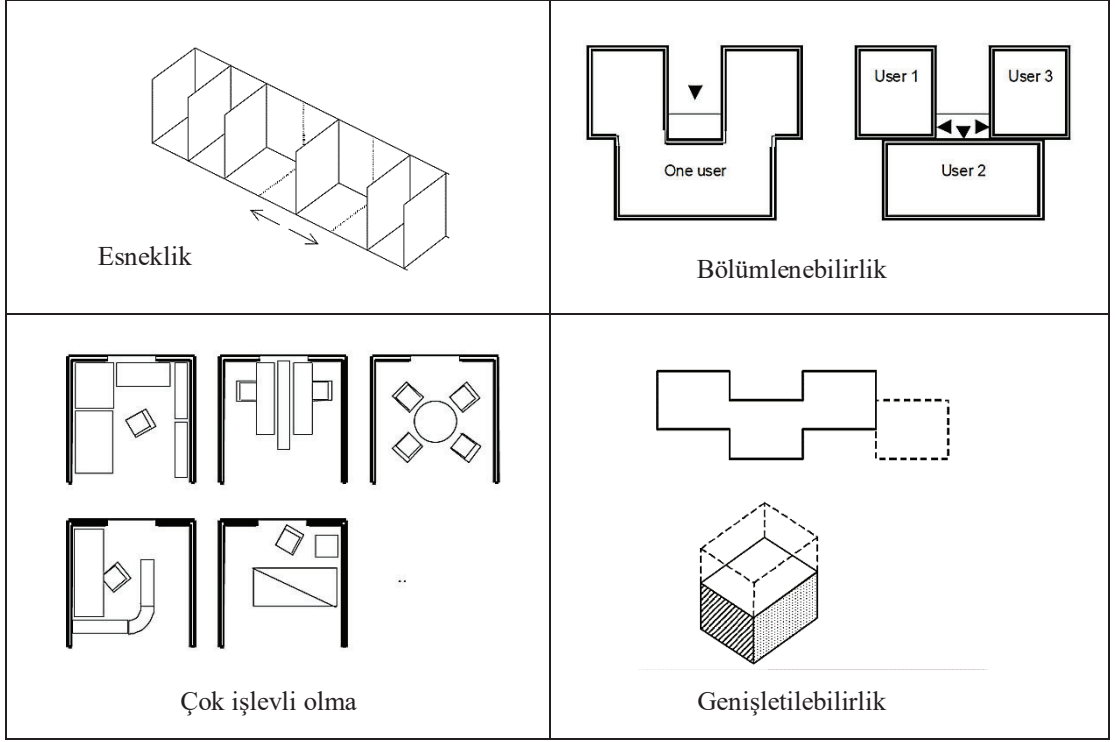 Esneklik
One user
User 1
User 3
User 2
Bölümlenebilirlik
Çok işlevli olma
Genişletilebilirlik